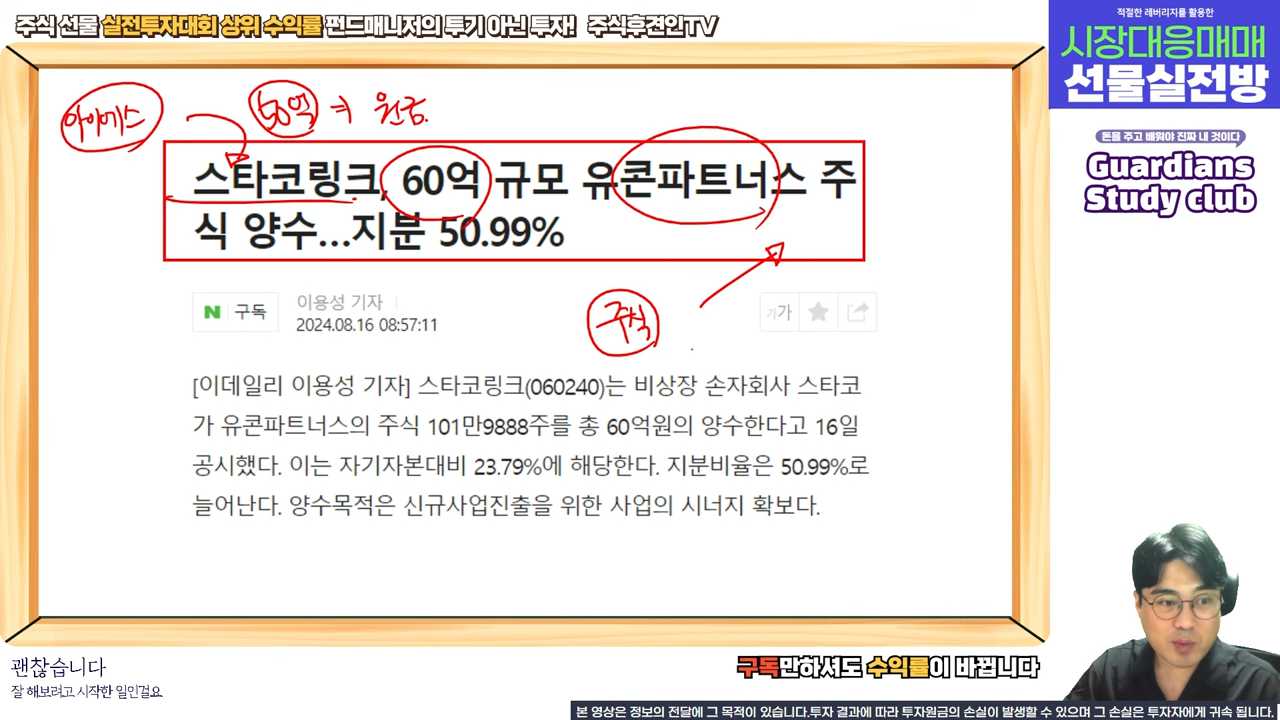 주식 선물 실전투자대회 상위 수익률 펀드매니저의 투기 아닌 투자! 주식후견인TV
적절한 레버리지를 활용한
시장대응매매
선물실전방
돈을 주고 배워야 진짜 내 것이다
Guardians
Study club
아이에스
50억 → 원금
스타코링크, 60억 규모 유콘파트너스 주
식 양수...지분 50.99%
N 구독
이용성 기자
2024.08.16 08:57:11
가가
주식
[이데일리 이용성 기자] 스타코링크(060240)는 비상장 손자회사 스타코
가 유콘파트너스의 주식 101만9888주를 총 60억원의 양수한다고 16일
공시했다. 이는 자기자본대비 23.79%에 해당한다. 지분비율은 50.99%로
늘어난다. 양수목적은 신규사업진출을 위한 사업의 시너지 확보다.
괜찮습니다
잘 해보려고 시작한 일인걸요
구독만하셔도 수익률이 바뀝니다
본 영상은 정보의 전달에 그 목적이 있습니다.투자 결과에 따라 투자원금의 손실이 발생할 수 있으며 그 손실은 투자자에게 귀속 됩니다.